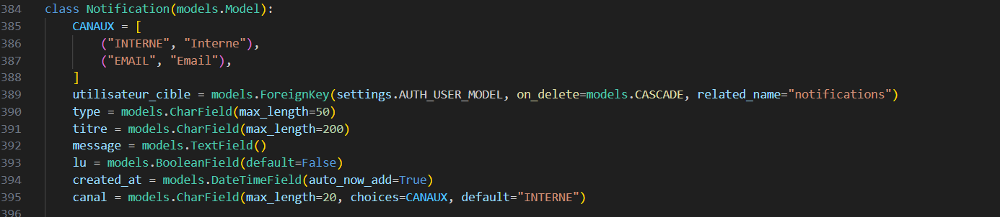 384 class Notification(models.Model):
385 CANAUX = [
386 ("INTERNE", "Interne"),
387 ("EMAIL", "Email"),
388 ]
389 utilisateur_cible = models.ForeignKey(settings.AUTH_USER_MODEL, on_delete=models.CASCADE, related_name="notifications")
390 type = models.CharField(max_length=50)
391 titre = models.CharField(max_length=200)
392 message = models.TextField()
393 lu = models.BooleanField(default=False)
394 created_at = models.DateTimeField(auto_now_add=True)
395 canal = models.CharField(max_length=20, choices=CANAUX, default="INTERNE")
396